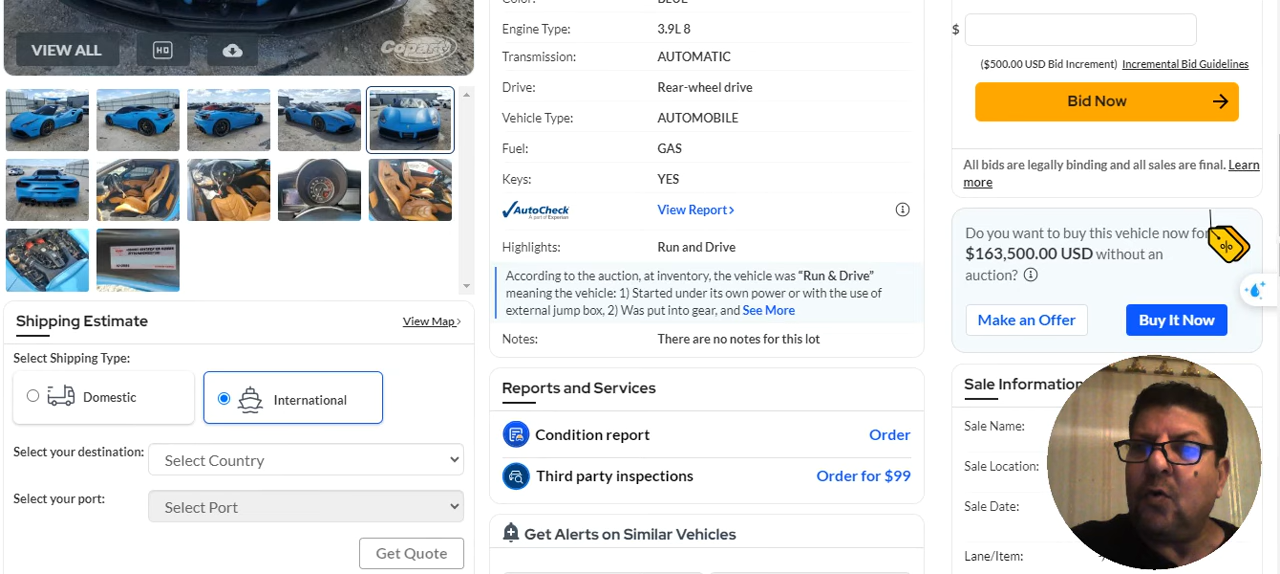 VIEW ALL
HD
Copart
Shipping Estimate
View Map
Select Shipping Type:
Domestic
International
Select your destination:
Select Country
Select your port:
Select Port
Get Quote
Engine Type:
3.9L 8
Transmission:
AUTOMATIC
Drive:
Rear-wheel drive
Vehicle Type:
AUTOMOBILE
Fuel:
GAS
Keys:
YES
AutoCheck
A part of Experian
View Report
Highlights:
Run and Drive
According to the auction, at inventory, the vehicle was "Run & Drive"
meaning the vehicle: 1) Started under its own power or with the use of
external jump box, 2) Was put into gear, and See More
Notes:
There are no notes for this lot
Reports and Services
Condition report
Order
Third party inspections
Order for $99
Get Alerts on Similar Vehicles
$
($500.00 USD Bid Increment) Incremental Bid Guidelines
Bid Now
All bids are legally binding and all sales are final. Learn
more
Do you want to buy this vehicle now for
$163,500.00 USD without an
auction?
Make an Offer
Buy It Now
Sale Information
Sale Name:
Sale Location:
Sale Date:
Lane/Item: